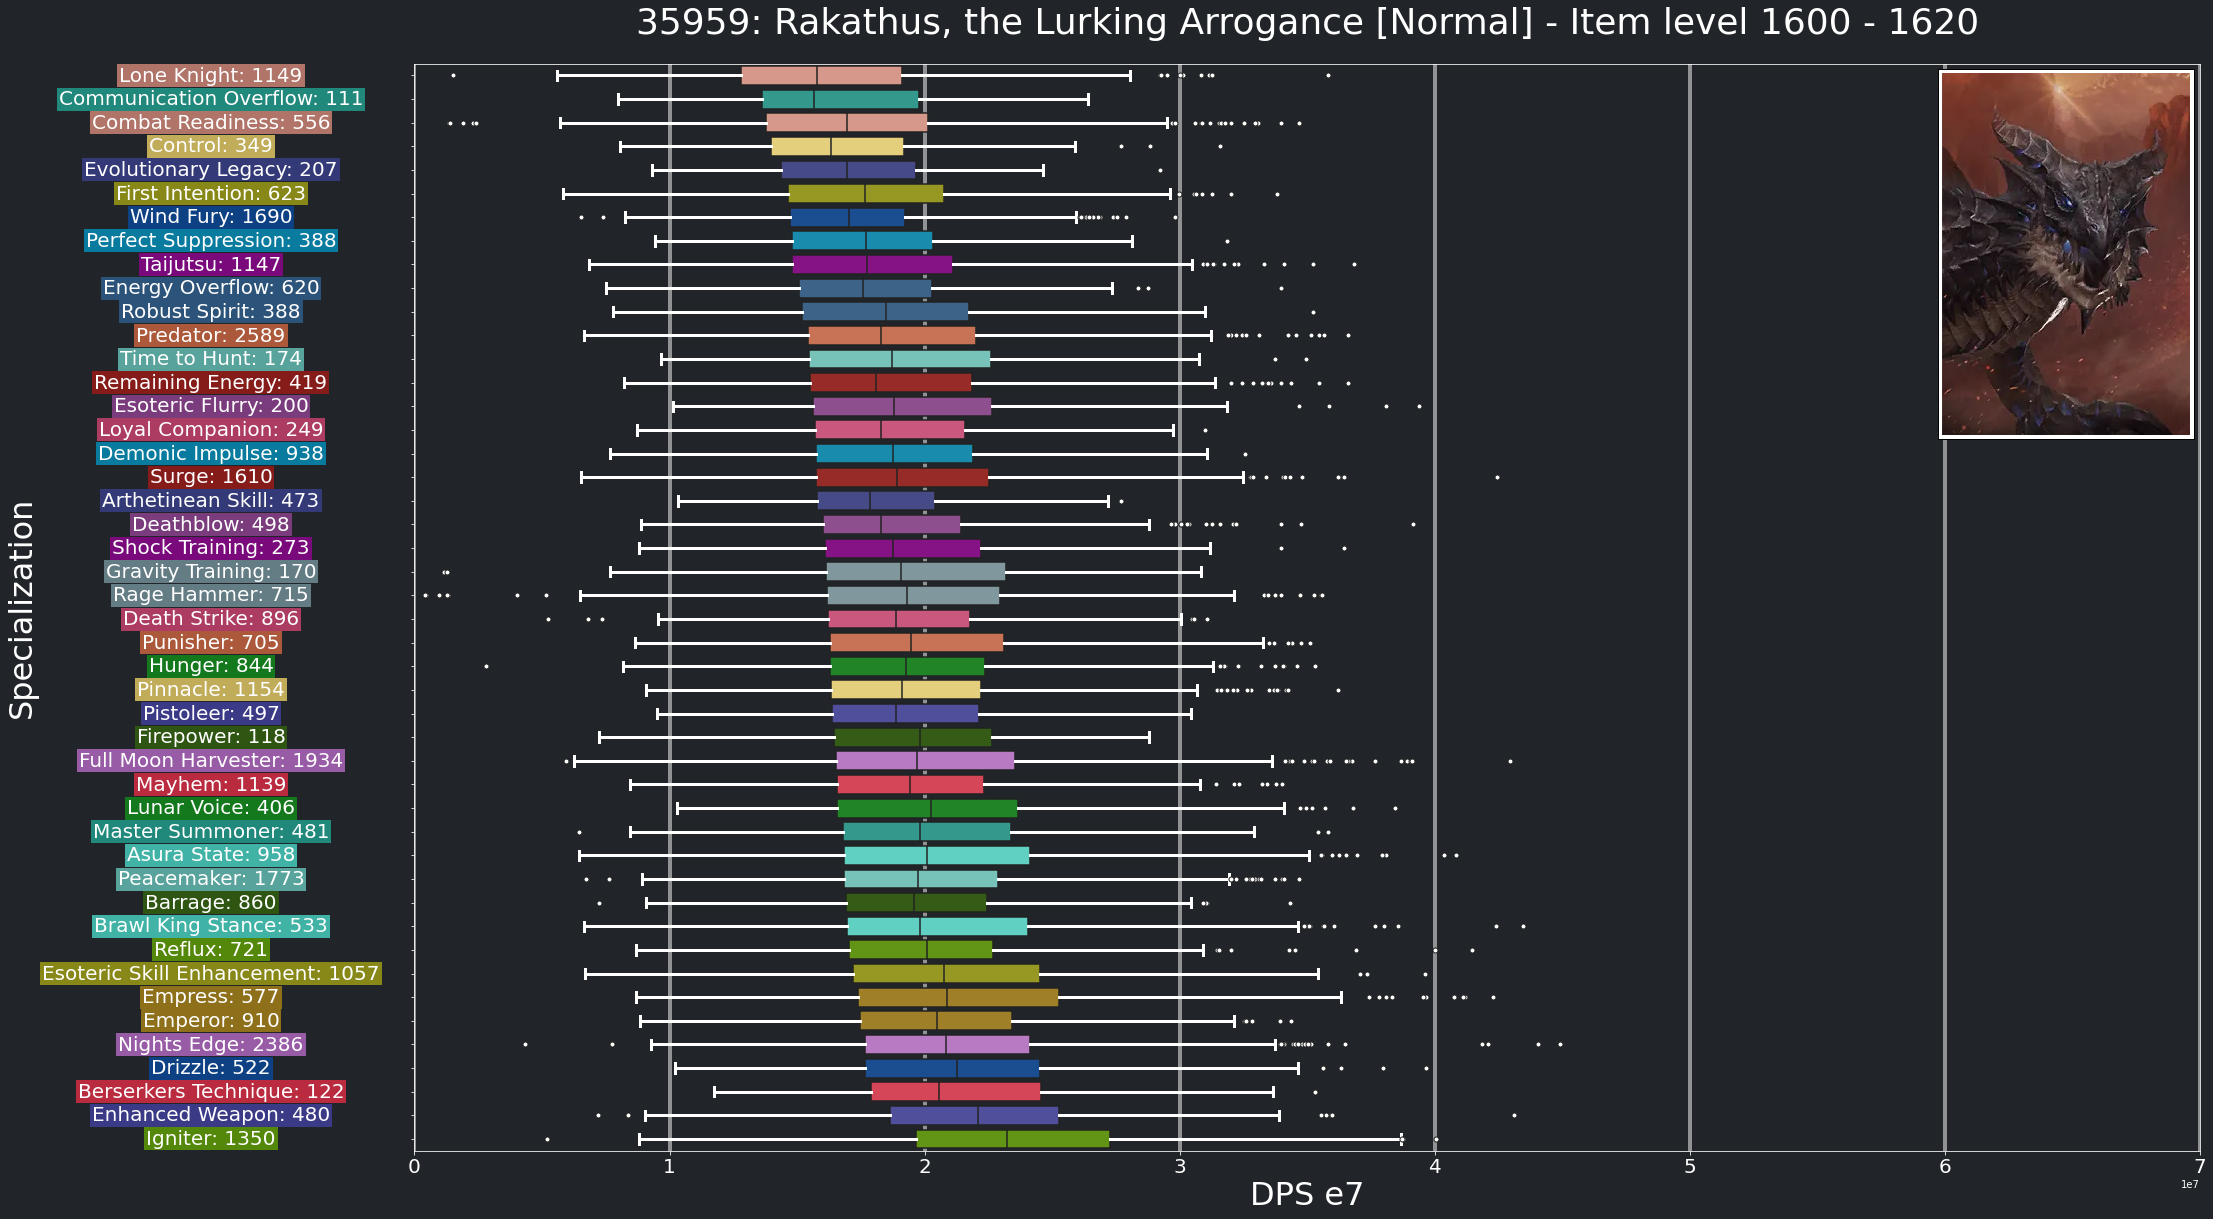 35959: Rakathus, the Lurking Arrogance [Normal] - Item level 1600 - 1620
Specialization
Lone Knight: 1149
Communication Overflow: 111
Combat Readiness: 556
Control: 349
Evolutionary Legacy: 207
First Intention: 623
Wind Fury: 1690
Perfect Suppression: 388
Taijutsu: 1147
Energy Overflow: 620
Robust Spirit: 388
Predator: 2589
Time to Hunt: 174
Remaining Energy: 419
Esoteric Flurry: 200
Loyal Companion: 249
Demonic Impulse: 938
Surge: 1610
Arthetinean Skill: 473
Deathblow: 498
Shock Training: 273
Gravity Training: 170
Rage Hammer: 715
Death Strike: 896
Punisher: 705
Hunger: 844
Pinnacle: 1154
Pistoleer: 497
Firepower: 118
Full Moon Harvester: 1934
Mayhem: 1139
Lunar Voice: 406
Master Summoner: 481
Asura State: 958
Peacemaker: 1773
Barrage: 860
Brawl King Stance: 533
Reflux: 721
Esoteric Skill Enhancement: 1057
Empress: 577
Emperor: 910
Nights Edge: 2386
Drizzle: 522
Berserkers Technique: 122
Enhanced Weapon: 480
Igniter: 1350
0 1 2 3 4 5 6 7
DPS e7
1e7